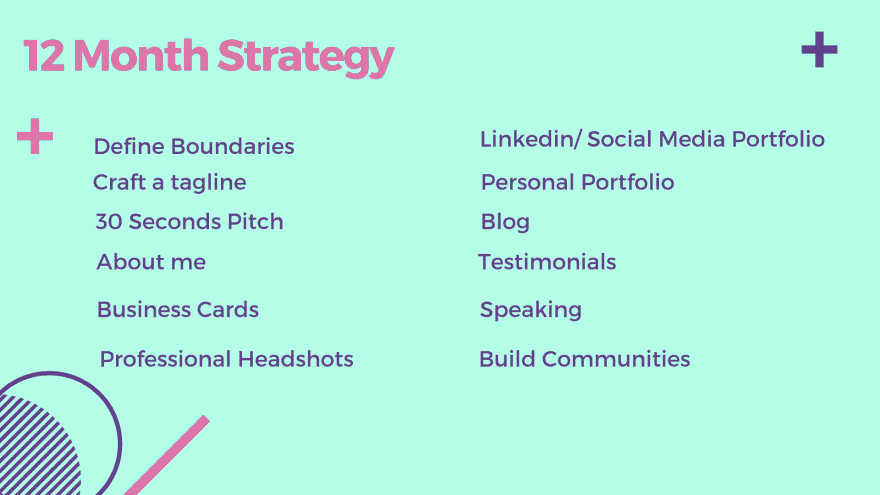 12 Month Strategy
Define Boundaries
Craft a tagline
30 Seconds Pitch
About me
Business Cards
Professional Headshots
Linkedin/ Social Media Portfolio
Personal Portfolio
Blog
Testimonials
Speaking
Build Communities